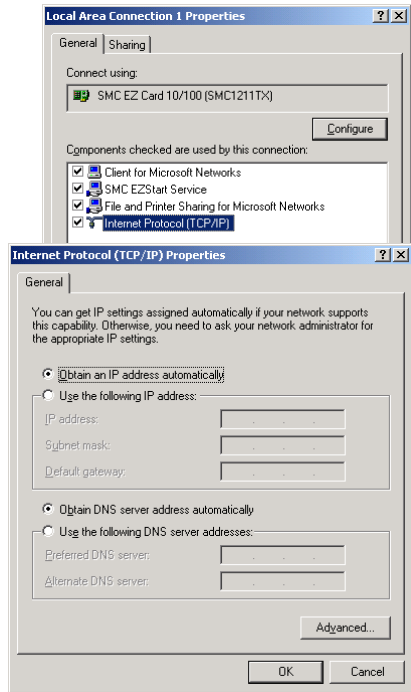 Local Area Connection 1 Properties
General
Sharing
Connect using:
SMC EZ Card 10/100 (SMC1211TX)
Configure
Components checked are used by this connection:
Client for Microsoft Networks
SMC EZStart Service
File and Printer Sharing for Microsoft Networks
Internet Protocol (TCP/IP)
Internet Protocol (TCP/IP) Properties
General
You can get IP settings assigned automatically if your network supports
this capability. Otherwise, you need to ask your network administrator for
the appropriate IP settings.
Obtain an IP address automatically
Use the following IP address:
IP address:
Subnet mask:
Default gateway:
Obtain DNS server address automatically
Use the following DNS server addresses:
Preferred DNS server:
Alternate DNS server:
Advanced...
OK
Cancel